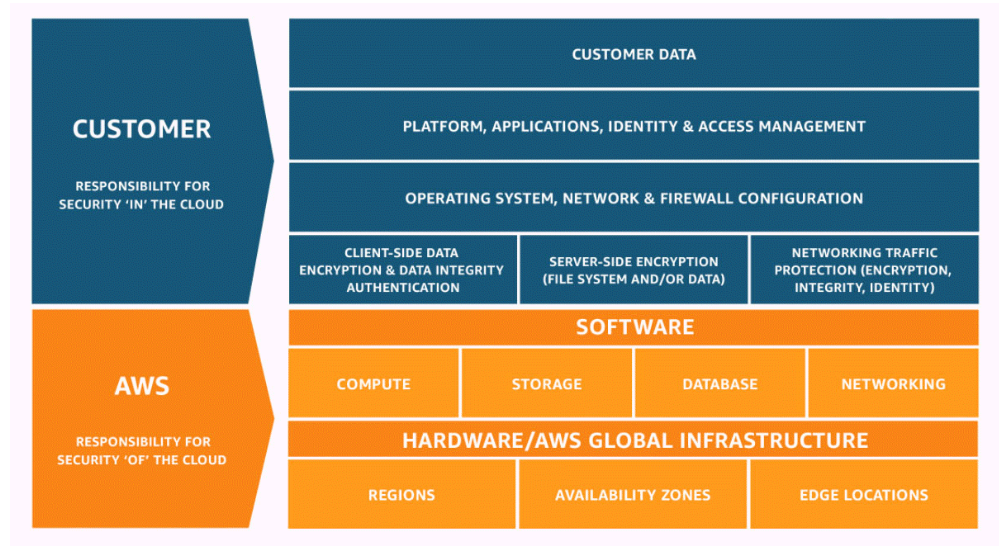 CUSTOMER
RESPONSIBILITY FOR
SECURITY ‘IN’ THE CLOUD
CUSTOMER DATA
PLATFORM, APPLICATIONS, IDENTITY & ACCESS MANAGEMENT
OPERATING SYSTEM, NETWORK & FIREWALL CONFIGURATION
CLIENT-SIDE DATA
ENCRYPTION & DATA INTEGRITY
AUTHENTICATION
SERVER-SIDE ENCRYPTION
(FILE SYSTEM AND/OR DATA)
NETWORKING TRAFFIC
PROTECTION (ENCRYPTION,
INTEGRITY, IDENTITY)
AWS
RESPONSIBILITY FOR
SECURITY ‘OF’ THE CLOUD
SOFTWARE
COMPUTE
STORAGE
DATABASE
NETWORKING
HARDWARE/AWS GLOBAL INFRASTRUCTURE
REGIONS
AVAILABILITY ZONES
EDGE LOCATIONS